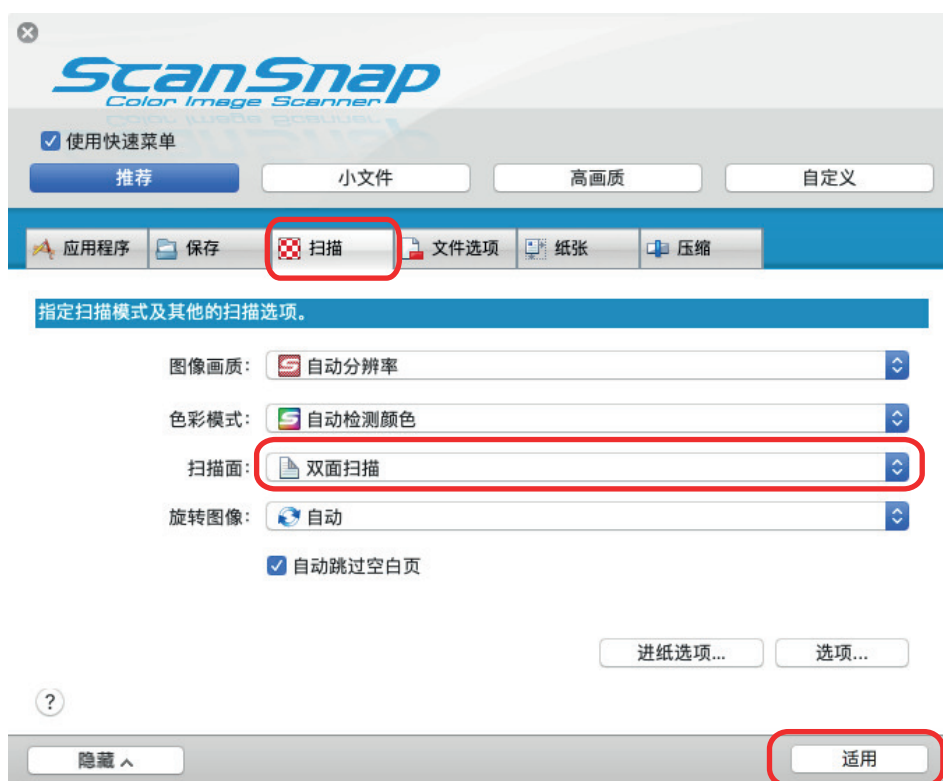 ScanSnap
Color Image Scanner
使用快速菜单
推荐 小文件 高画质 自定义
应用程序 保存 扫描 文件选项 纸张 压缩
指定扫描模式及其他的扫描选项。
图像画质: 自动分辨率
色彩模式: 自动检测颜色
扫描面: 双面扫描
旋转图像: 自动
自动跳过空白页
进纸选项... 选项...
?
隐藏 适用